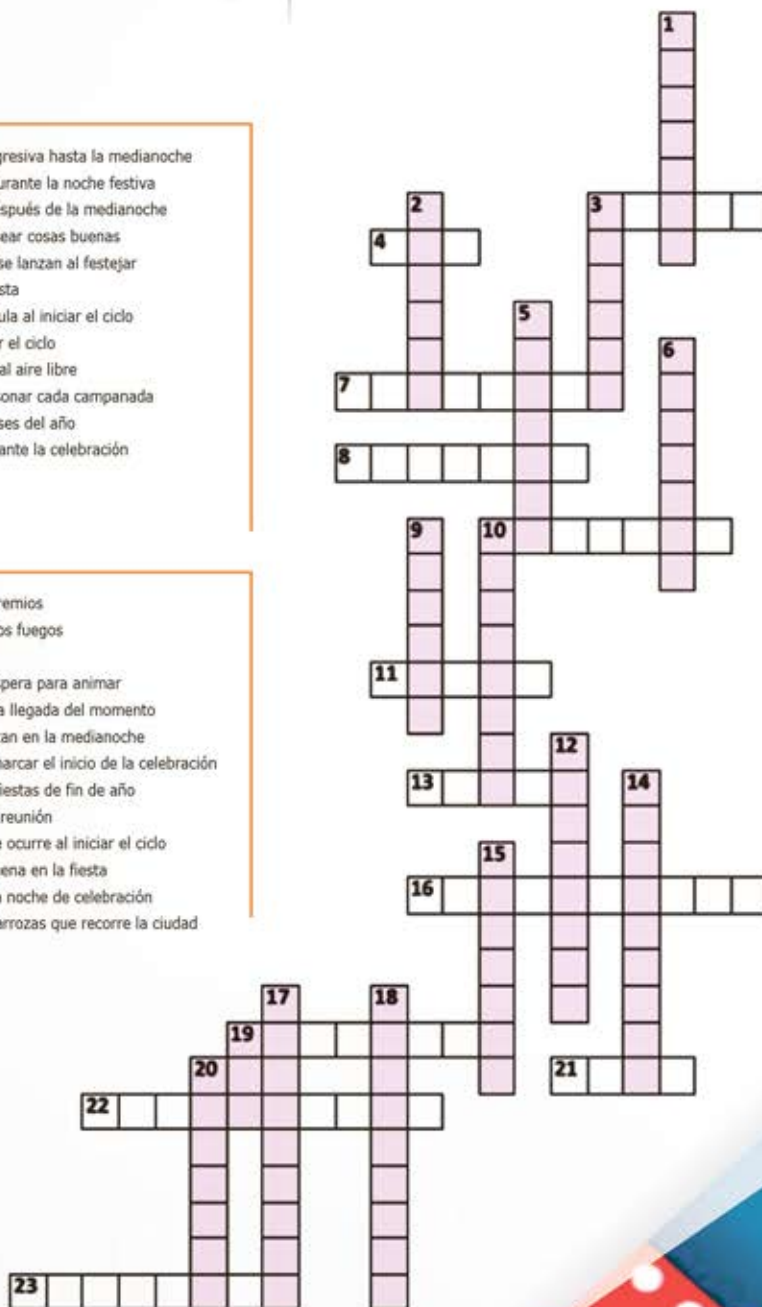 gresiva hasta la medianoche
urante la noche festiva
spués de la medianoche
ear cosas buenas
se lanzan al festejar
sta
ula al iniciar el ciclo
r el ciclo
al aire libre
sonar cada campanada
ses del año
ante la celebración
remios
os fuegos
spera para animar
a llegada del momento
tan en la medianoche
marcar el inicio de la celebración
fiestas de fin de año
reunión
e ocurre al iniciar el ciclo
ena en la fiesta
a noche de celebración
arrozas que recorre la ciudad
1
2
3
4
5
6
7
8
9
10
11
12
13
14
15
16
17
18
19
20
21
22
23